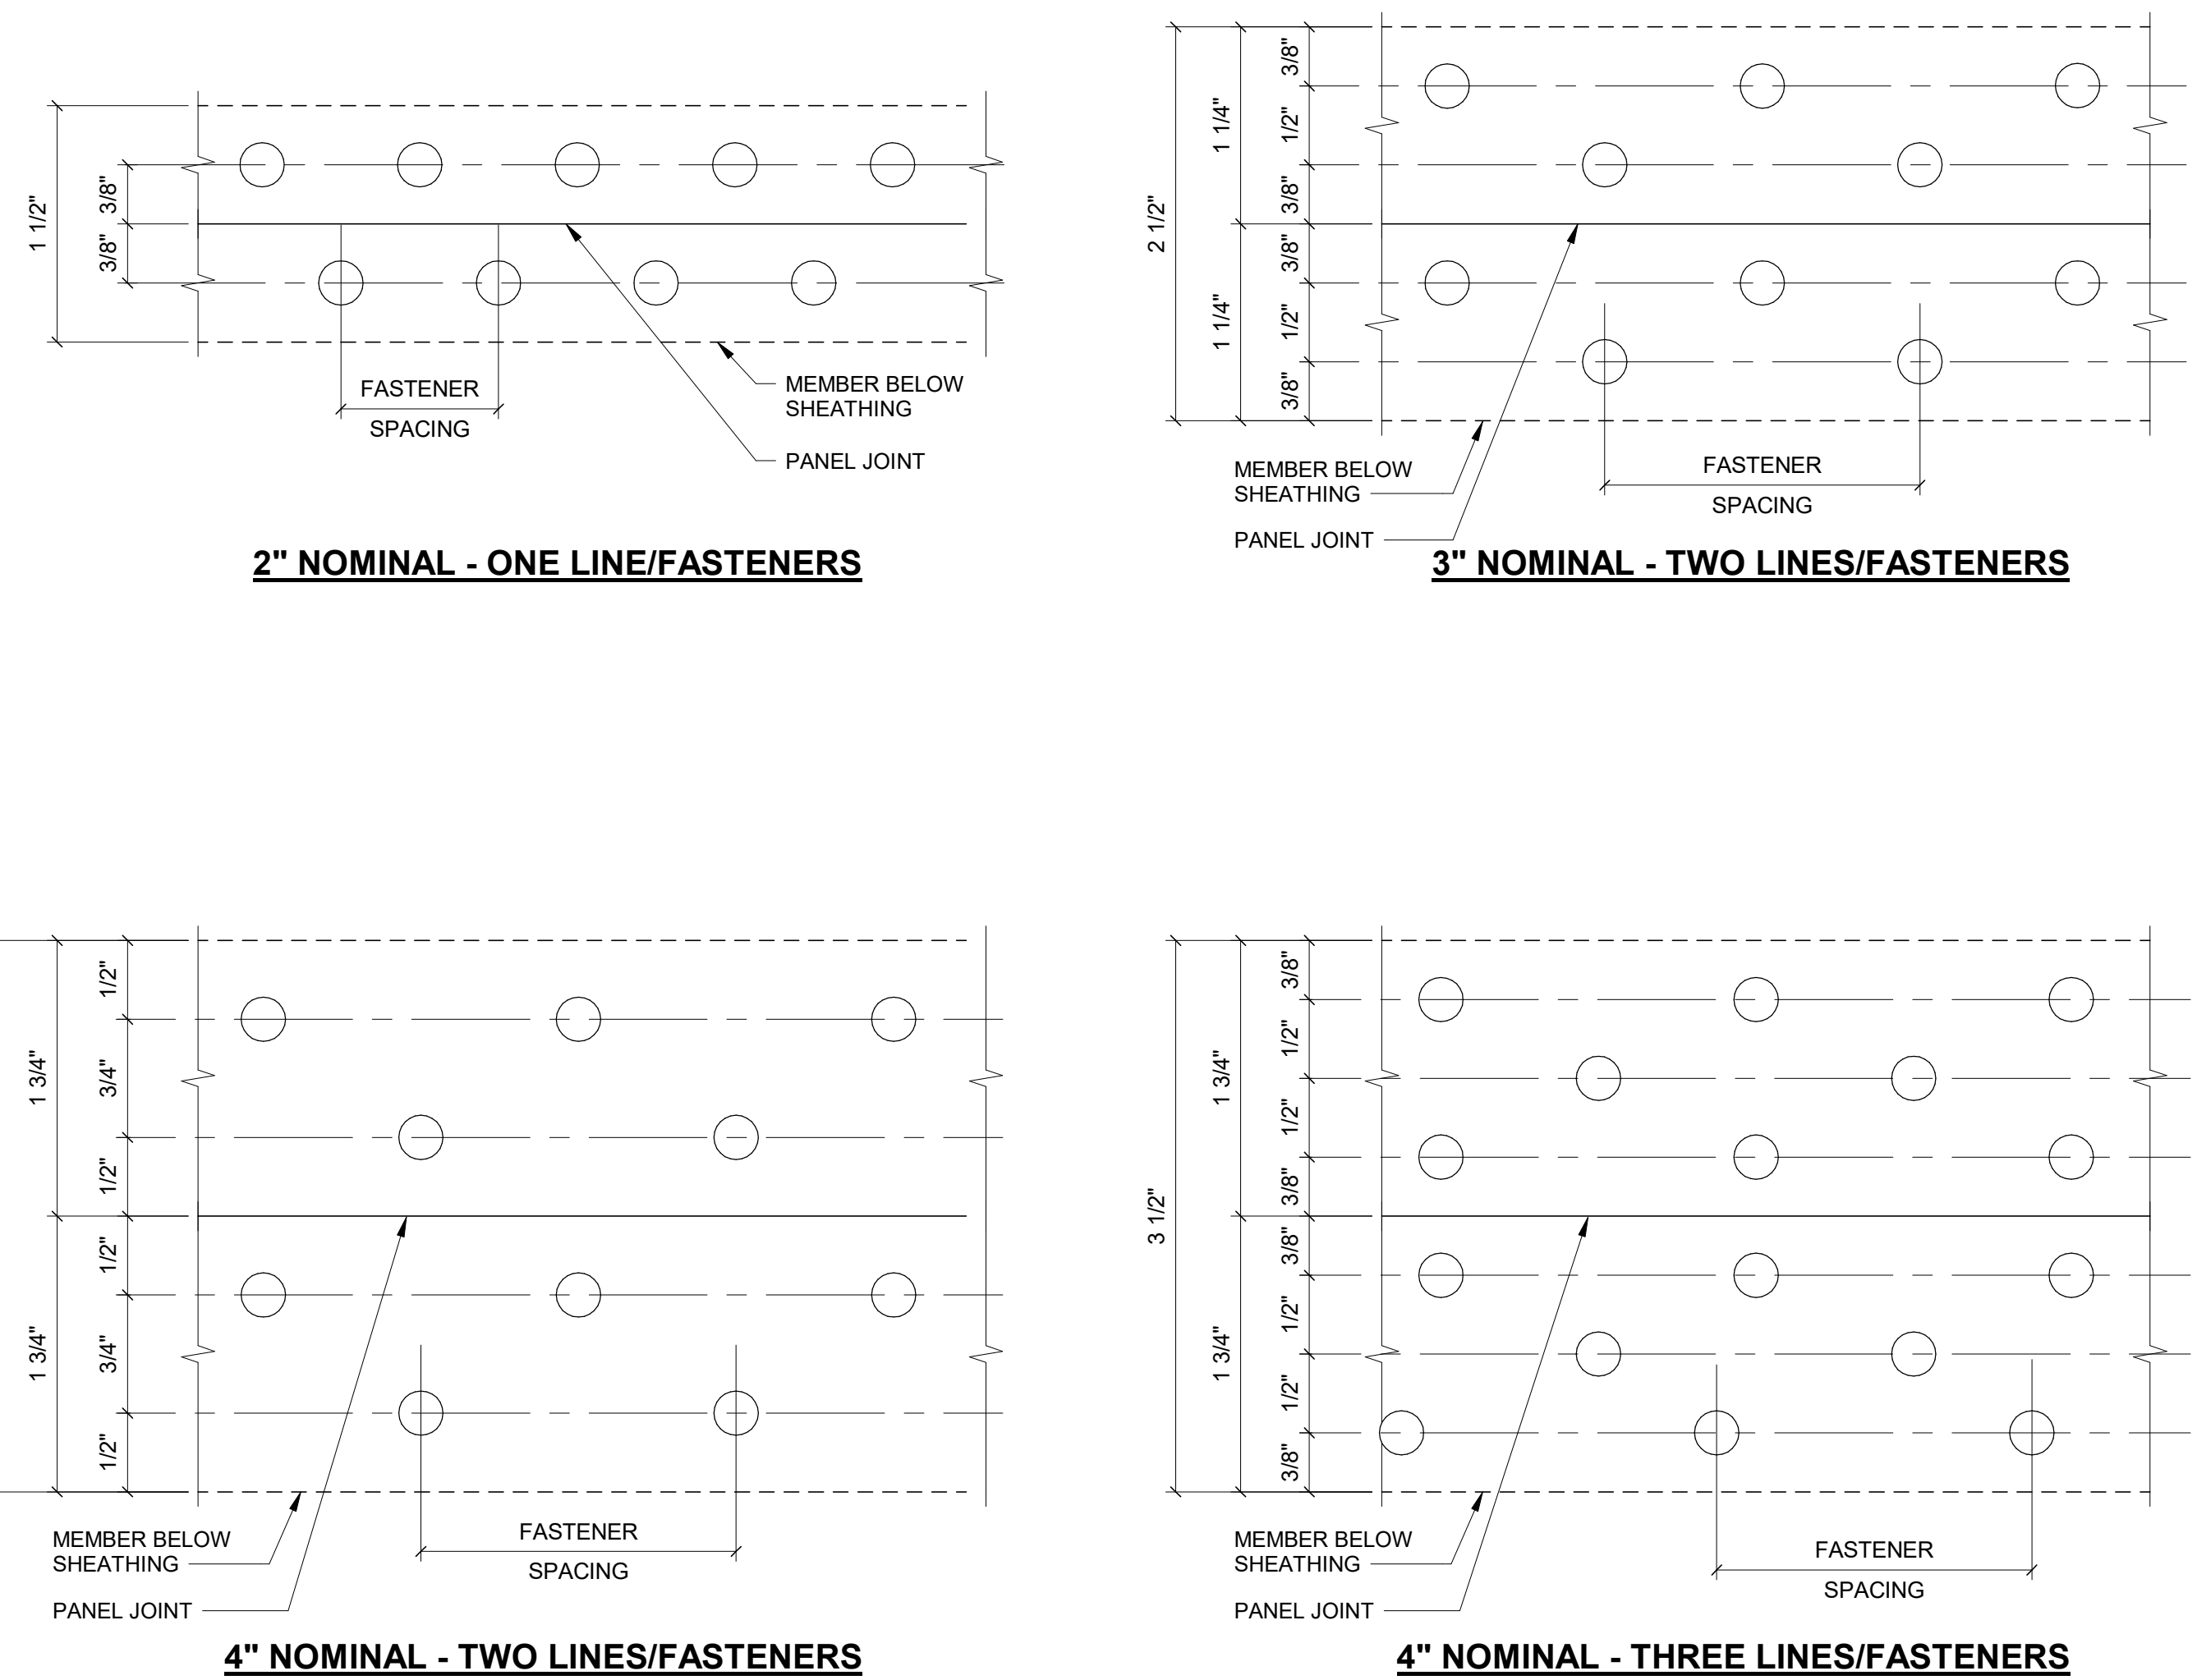 1 1/2"
3/8"
3/8"
FASTENER
SPACING
MEMBER BELOW
SHEATHING
PANEL JOINT
2" NOMINAL - ONE LINE/FASTENERS
2 1/2"
1 1/4"
1 1/4"
3/8"
1/2"
3/8"
3/8"
1/2"
3/8"
MEMBER BELOW
SHEATHING
PANEL JOINT
FASTENER
SPACING
3" NOMINAL - TWO LINES/FASTENERS
1 3/4"
1 3/4"
1/2"
3/4"
1/2"
1/2"
3/4"
1/2"
MEMBER BELOW
SHEATHING
PANEL JOINT
FASTENER
SPACING
4" NOMINAL - TWO LINES/FASTENERS
3 1/2"
1 3/4"
1 3/4"
3/8"
1/2"
1/2"
3/8"
3/8"
1/2"
1/2"
3/8"
MEMBER BELOW
SHEATHING
PANEL JOINT
FASTENER
SPACING
4" NOMINAL - THREE LINES/FASTENERS